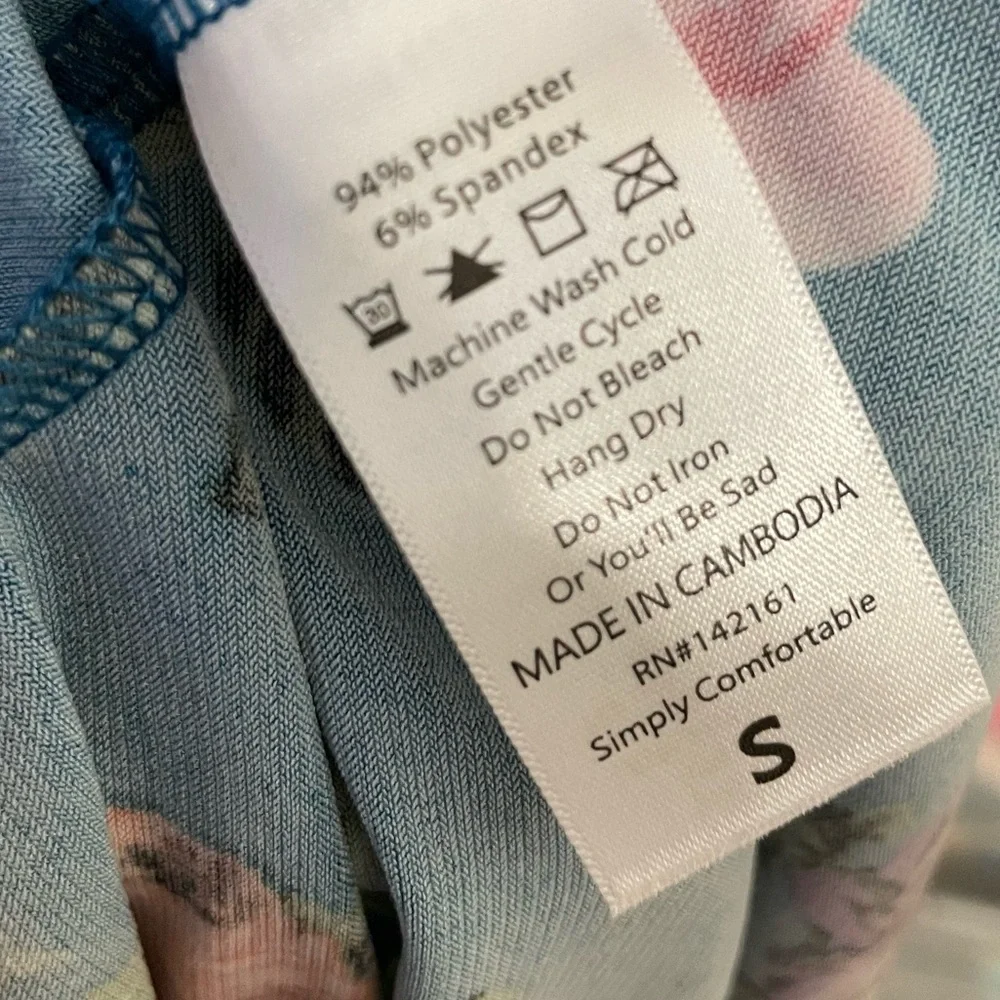 94% Polyester
6% Spandex
30
Machine Wash Cold
Gentle Cycle
Do Not Bleach
Hang Dry
Do Not Iron
Or You'll Be Sad
MADE IN CAMBODIA
RN#142161
Simply Comfortable
S